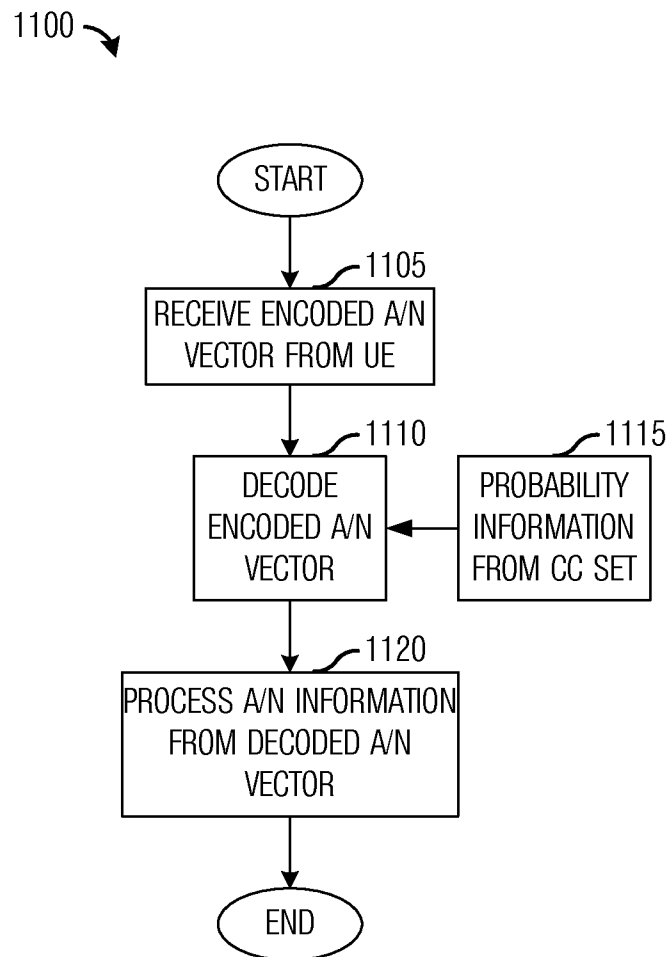 1100
START
1105
RECEIVE ENCODED A/N
VECTOR FROM UE
1110
DECODE
ENCODED A/N
VECTOR
1115
PROBABILITY
INFORMATION
FROM CC SET
1120
PROCESS A/N INFORMATION
FROM DECODED A/N
VECTOR
END